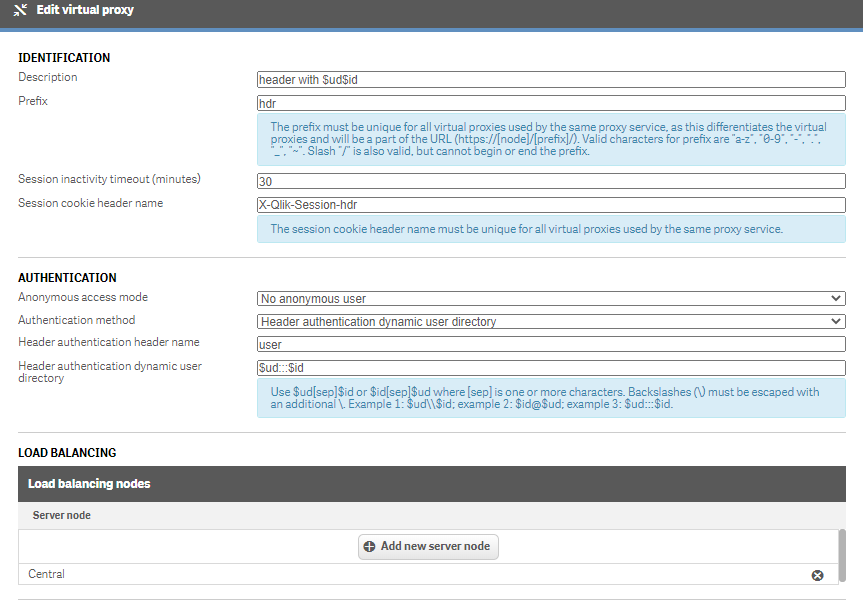 Edit virtual proxy
IDENTIFICATION
Description
header with $ud$id
Prefix
hdr
The prefix must be unique for all virtual proxies used by the same proxy service, as this differentiates the virtual
proxies and will be a part of the URL (https://[node]/[prefix]/). Valid characters for prefix are "a-z", "0-9", "-", ".",
"_", "~". Slash "/" is also valid, but cannot begin or end the prefix.
Session inactivity timeout (minutes)
30
Session cookie header name
X-Qlik-Session-hdr
The session cookie header name must be unique for all virtual proxies used by the same proxy service.
AUTHENTICATION
Anonymous access mode
No anonymous user
Authentication method
Header authentication dynamic user directory
Header authentication header name
user
Header authentication dynamic user
directory
$ud:::$id
Use $ud[sep]$id or $id[sep]$ud where [sep] is one or more characters. Backslashes (\) must be escaped with
an additional \. Example 1: $ud\\$id; example 2: $id@$ud; example 3: $ud:::$id.
LOAD BALANCING
Load balancing nodes
Server node
Add new server node
Central